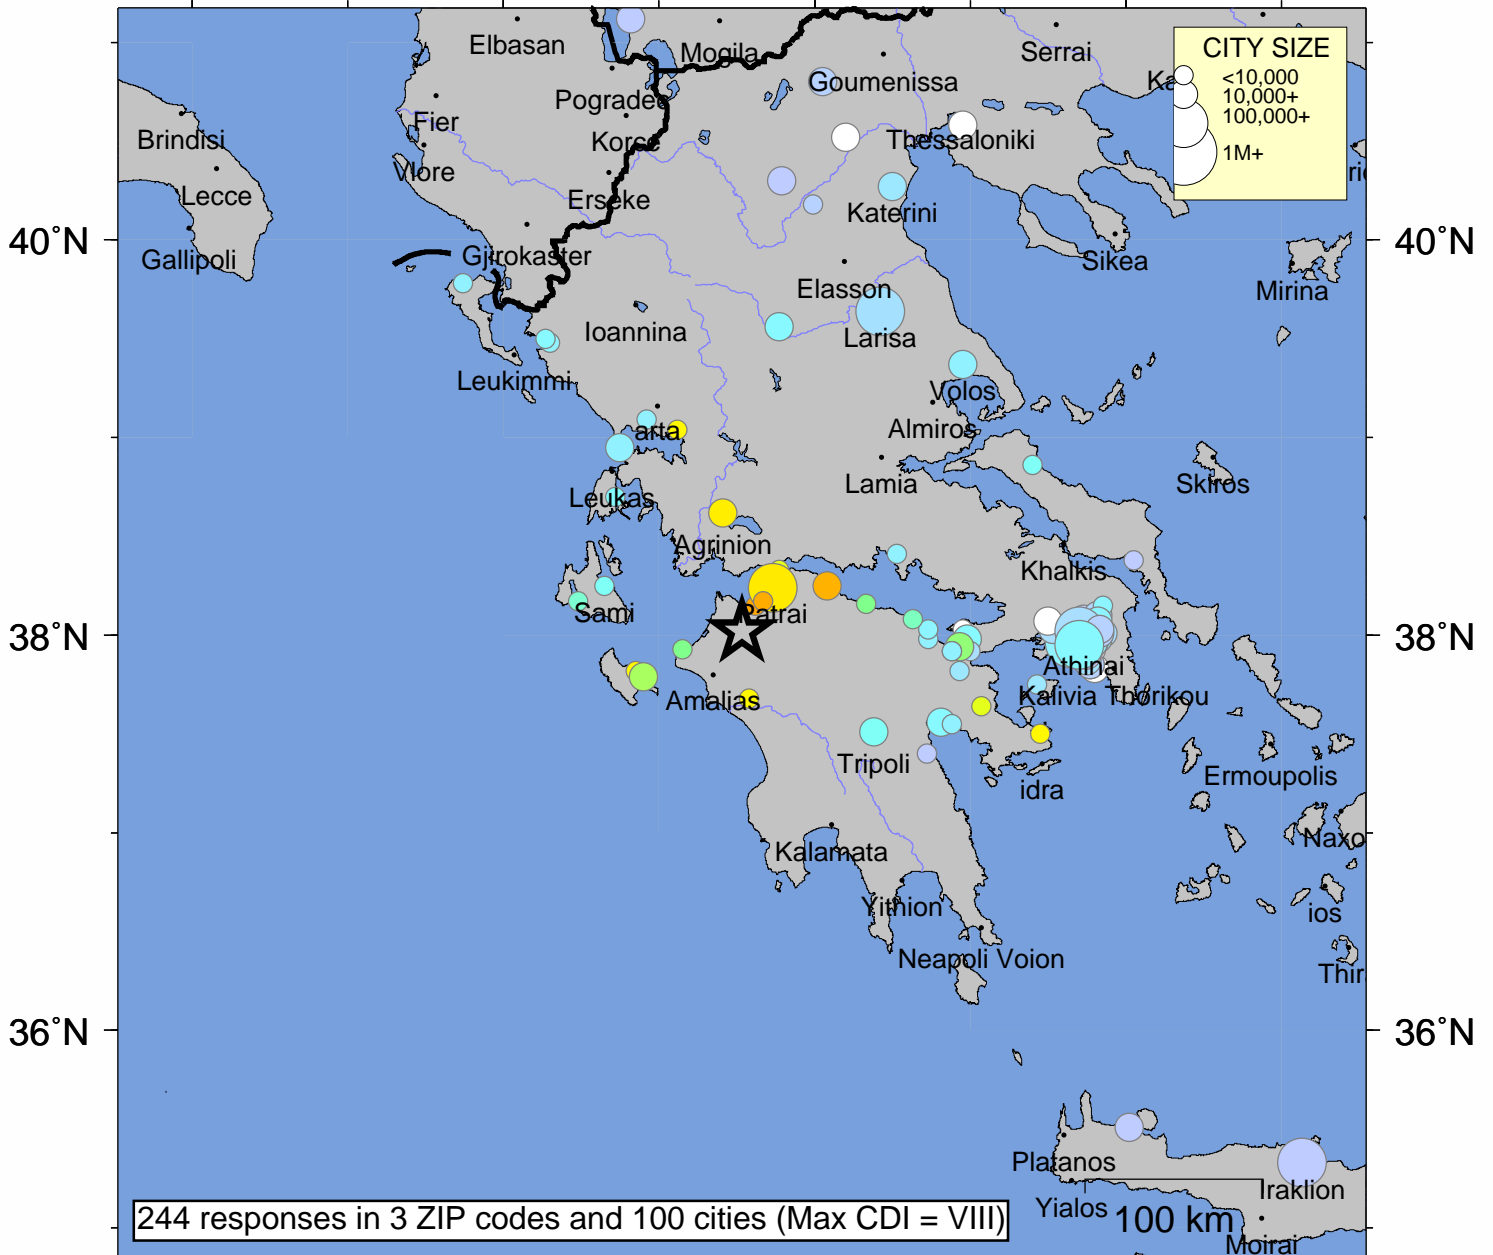 CITY SIZE
<10,000
10,000+
100,000+
1M+
Elbasan
Mogila
Serrai
Goumenissa
Ka
Pogradec
Fier
Brindisi
Korce
Thessaloniki
Vlore
Lecce
Erseke
Katerini
40˚N
40˚N
Gjirokaster
Gallipoli
Sikea
Elasson
Mirina
Ioannina
Larisa
Leukimmi
Volos
arta
Almiros
Lamia
Skiros
Leukas
Agrinion
Khalkis
Sami
Patrai
38˚N
38˚N
Athinai
Amalias
Kalivia Thorikou
Tripoli
Ermoupolis
idra
Naxo
Kalamata
Yithion
ios
Neapoli Voion
Thir
36˚N
36˚N
Platanos
Iraklion
Yialos
100 km
244 responses in 3 ZIP codes and 100 cities (Max CDI = VIII)
Moirai